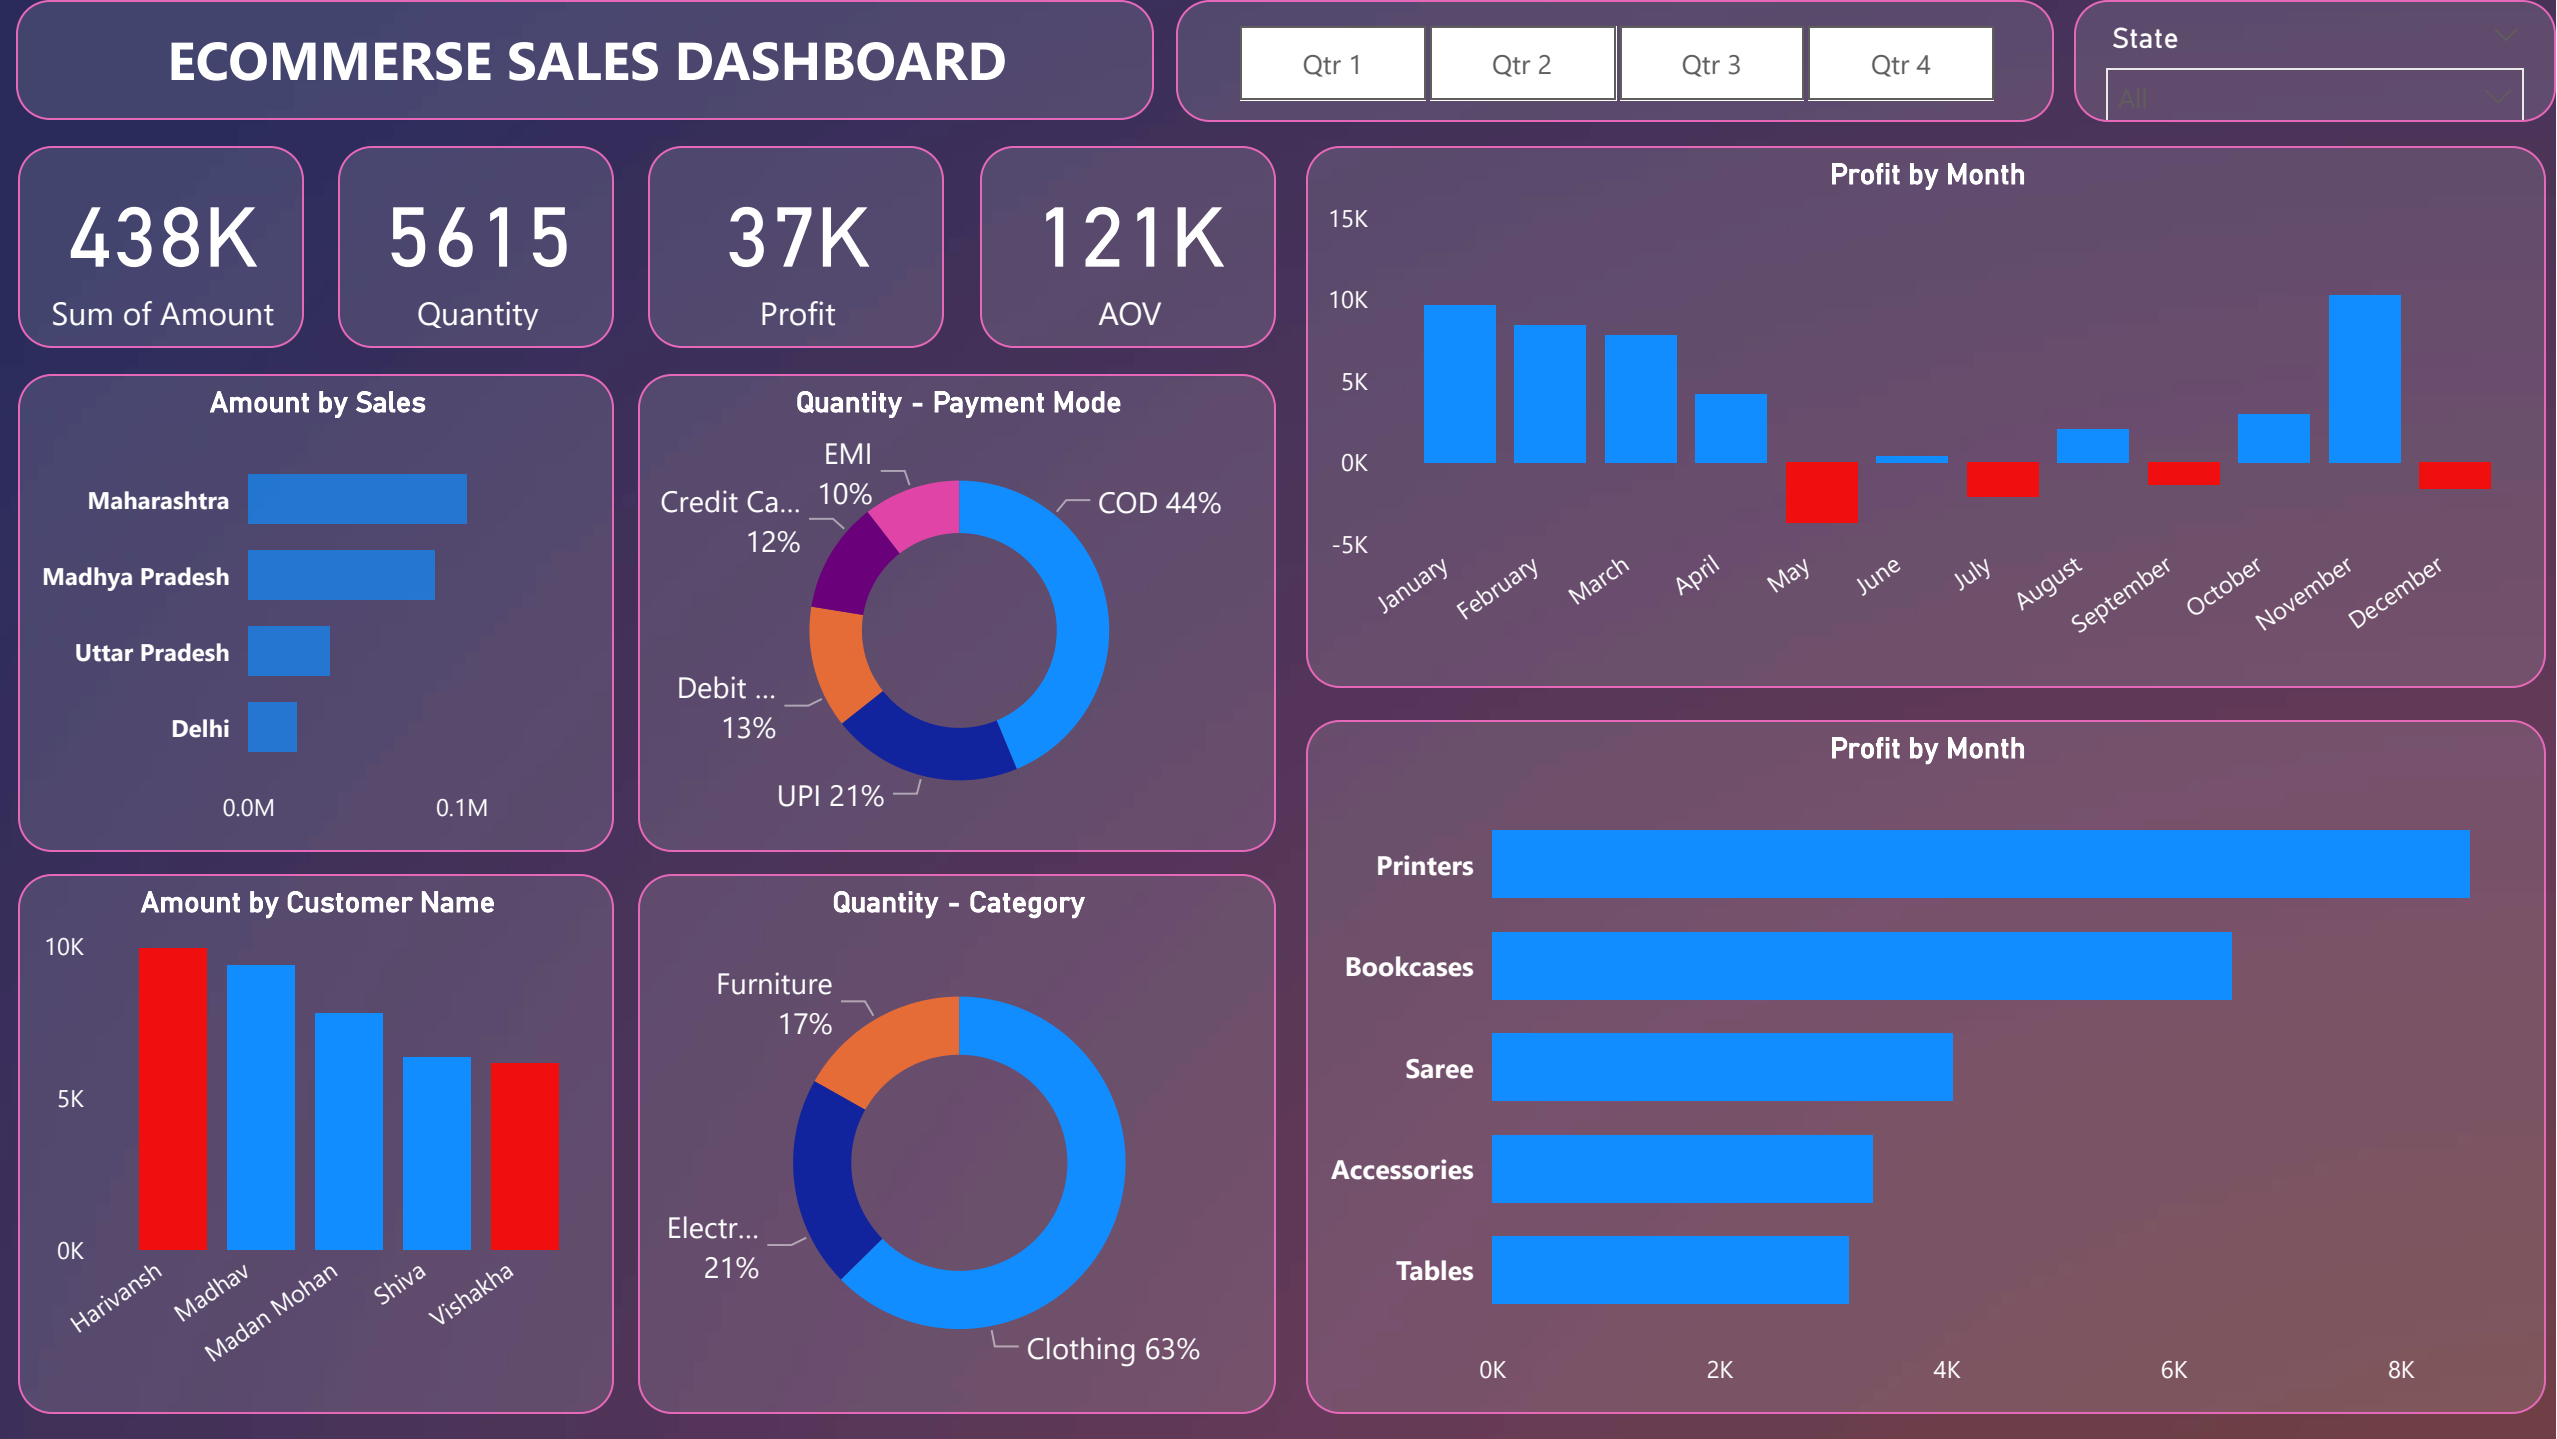 ECOMMERSE SALES DASHBOARD
Qtr 1
Qtr 2
Qtr 3
Qtr 4
State
All
438K
Sum of Amount
5615
Quantity
37K
Profit
121K
AOV
Amount by Sales
Maharashtra
Madhya Pradesh
Uttar Pradesh
Delhi
0.0M
0.1M
Quantity - Payment Mode
EMI
10%
Credit Ca...
12%
COD 44%
Debit ...
13%
UPI 21%
Profit by Month
15K
10K
5K
0K
-5K
January
February
March
April
May
June
July
August
September
October
November
December
Amount by Customer Name
10K
5K
0K
Harivansh
Madhav
Madan Mohan
Shiva
Vishakha
Quantity - Category
Furniture
17%
Electr...
21%
Clothing 63%
Profit by Month
Printers
Bookcases
Saree
Accessories
Tables
0K
2K
4K
6K
8K